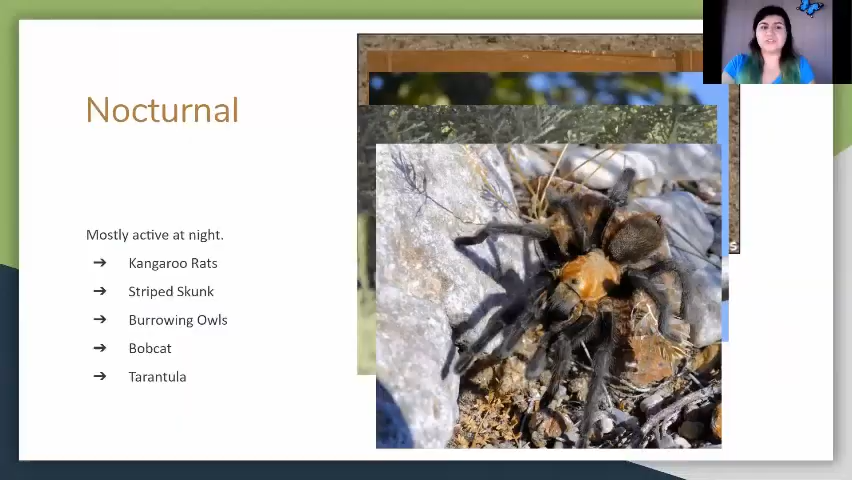 Nocturnal
Mostly active at night.
➔ Kangaroo Rats
➔ Striped Skunk
➔ Burrowing Owls
➔ Bobcat
➔ Tarantula